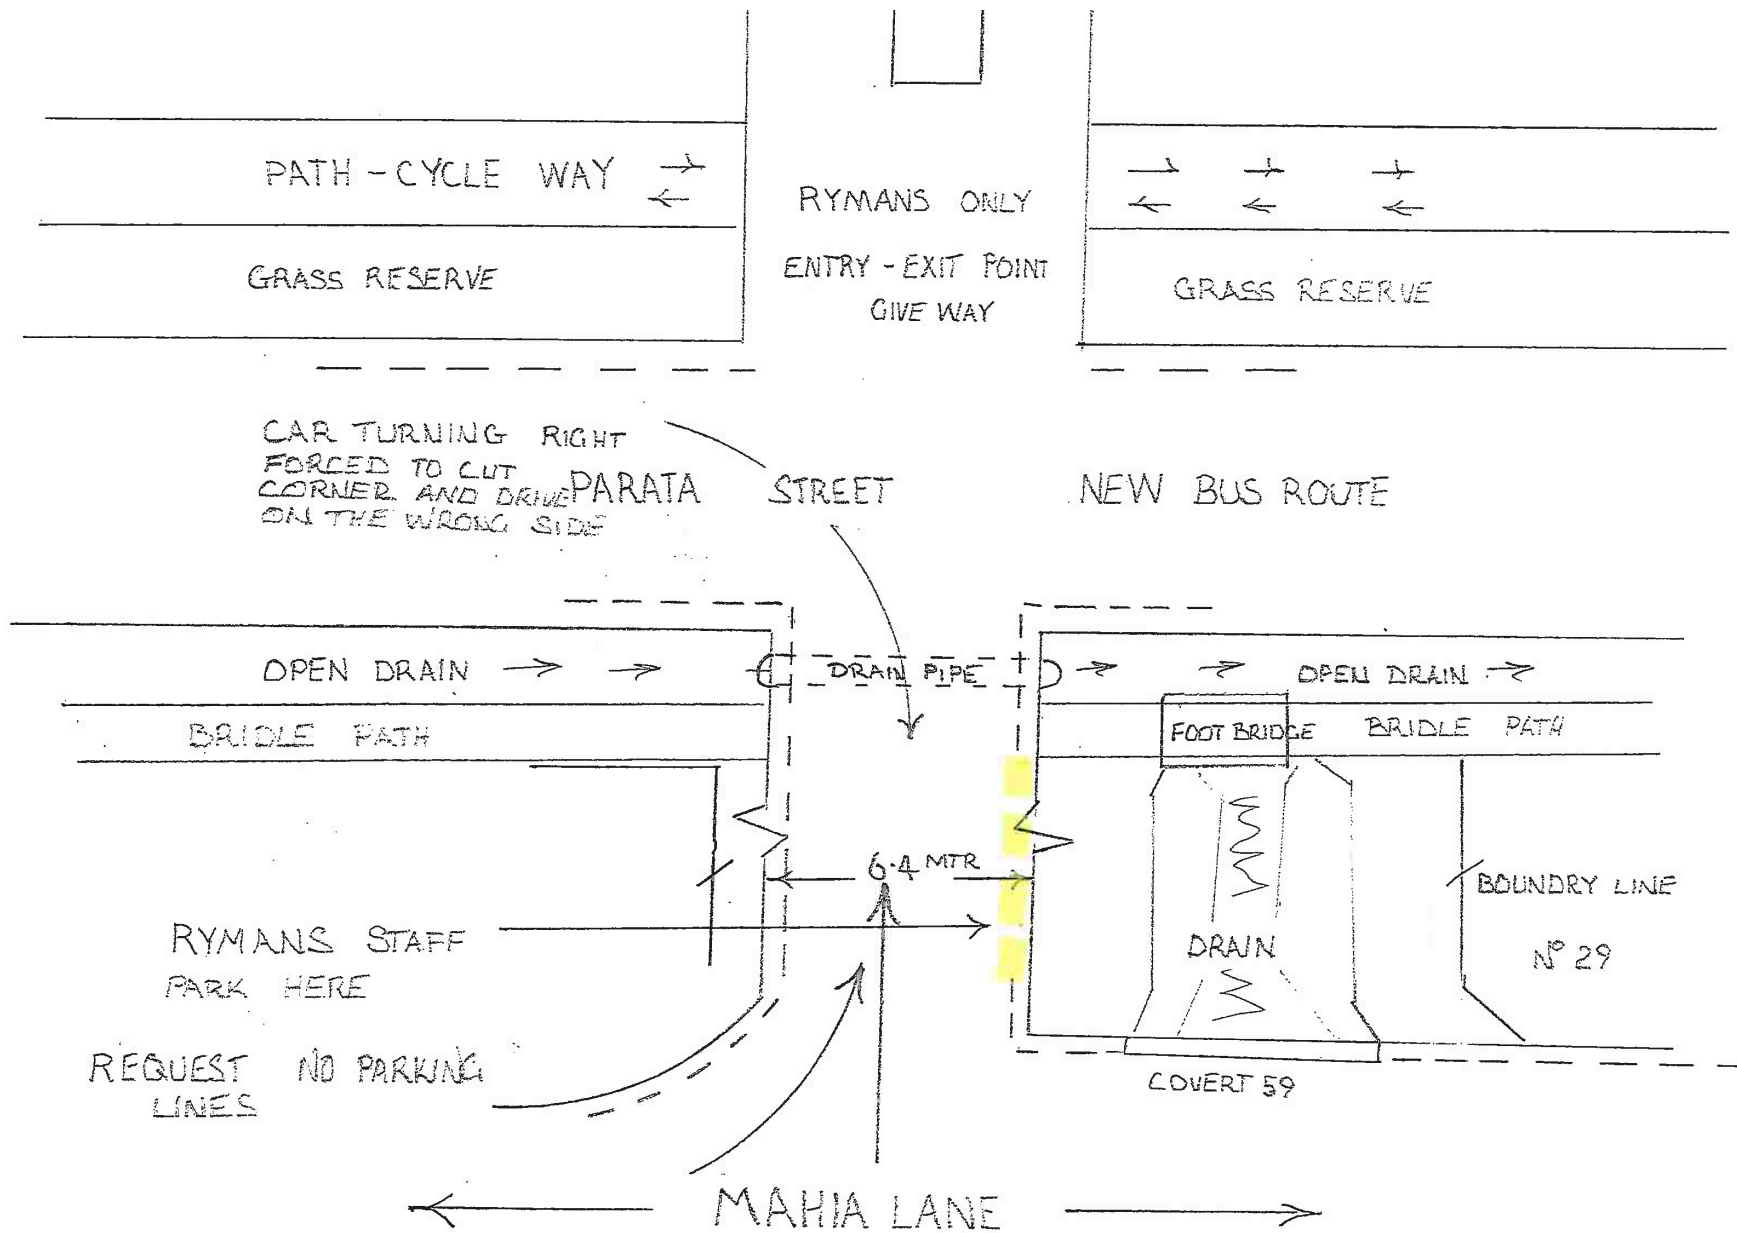 PATH - CYCLE WAY
RYMANS ONLY
ENTRY - EXIT POINT
GIVE WAY
GRASS RESERVE
GRASS RESERVE
CAR TURNING RIGHT
FORCED TO CUT
CORNER AND DRIVE
ON THE WRONG SIDE
PARATA STREET
NEW BUS ROUTE
OPEN DRAIN
DRAIN PIPE
OPEN DRAIN
BRIDLE PATH
FOOT BRIDGE
BRIDLE PATH
6.4 MTR
BOUNDRY LINE
RYMANS STAFF
PARK HERE
DRAIN
Nº 29
REQUEST NO PARKING
LINES
COVERT 59
MAHIA LANE